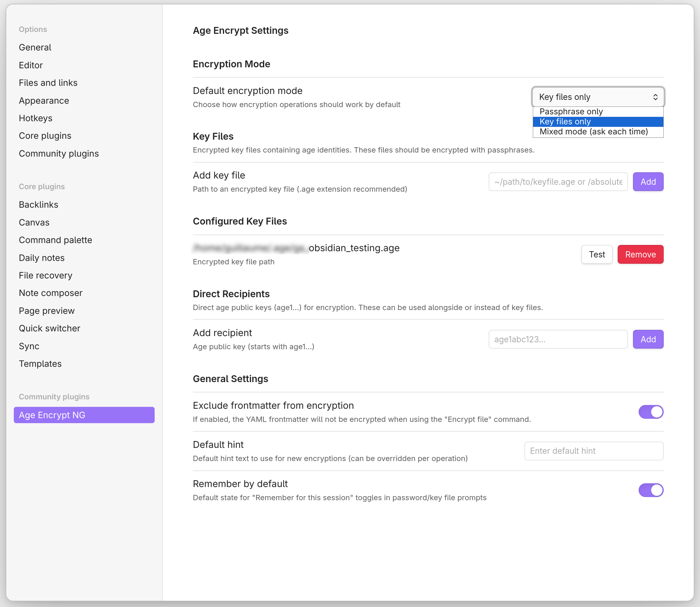 Options
General
Editor
Files and links
Appearance
Hotkeys
Core plugins
Community plugins
Core plugins
Backlinks
Canvas
Command palette
Daily notes
File recovery
Note composer
Page preview
Quick switcher
Sync
Templates
Community plugins
Age Encrypt NG
Age Encrypt Settings
Encryption Mode
Default encryption mode
Choose how encryption operations should work by default
Key files only
Passphrase only
Key files only
Mixed mode (ask each time)
Key Files
Encrypted key files containing age identities. These files should be encrypted with passphrases.
Add key file
Path to an encrypted key file (.age extension recommended)
~/path/to/keyfile.age or /absolute
Add
Configured Key Files
obsidian_testing.age
Encrypted key file path
Test
Remove
Direct Recipients
Direct age public keys (age1...) for encryption. These can be used alongside or instead of key files.
Add recipient
Age public key (starts with age1...)
age1abc123...
Add
General Settings
Exclude frontmatter from encryption
If enabled, the YAML frontmatter will not be encrypted when using the "Encrypt file" command.
Default hint
Default hint text to use for new encryptions (can be overridden per operation)
Enter default hint
Remember by default
Default state for "Remember for this session" toggles in password/key file prompts